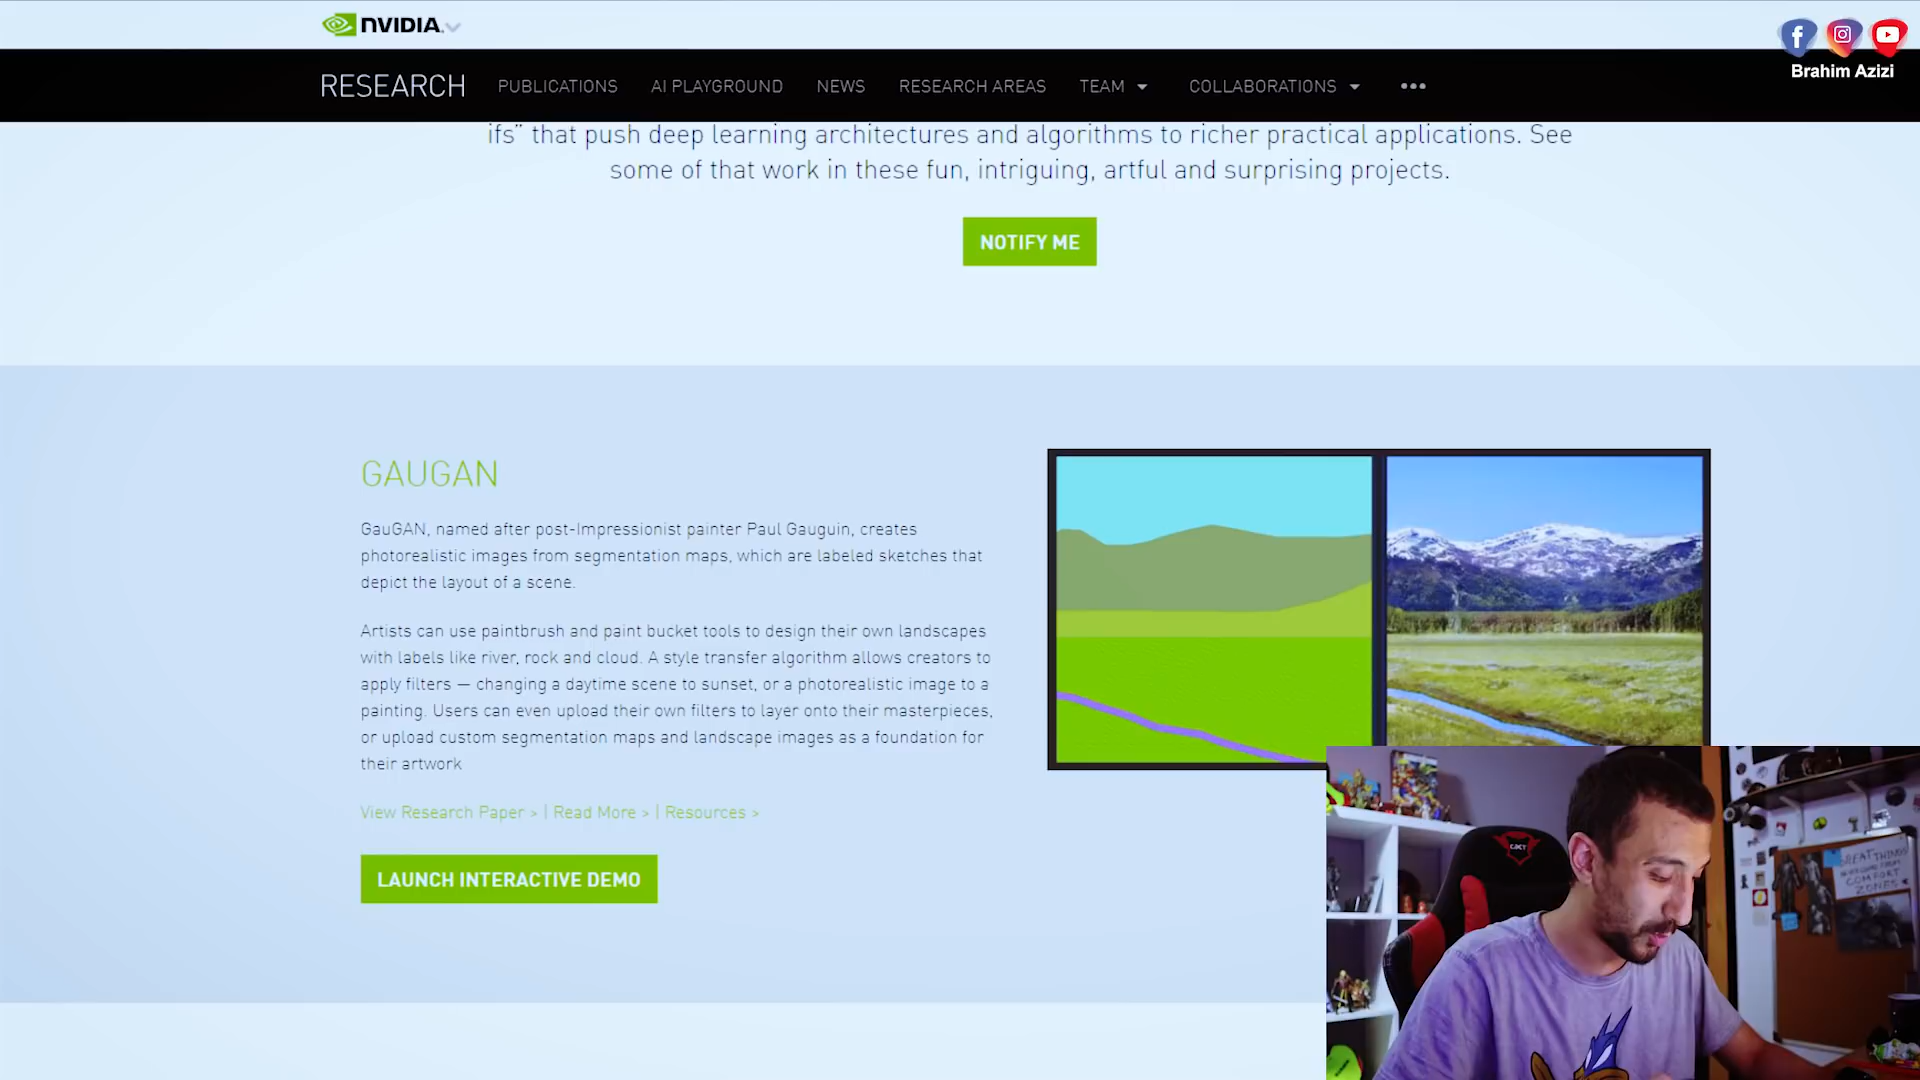 NVIDIA.
Brahim Azizi
RESEARCH PUBLICATIONS AI PLAYGROUND NEWS RESEARCH AREAS TEAM COLLABORATIONS
ifs” that push deep learning architectures and algorithms to richer practical applications. See
some of that work in these fun, intriguing, artful and surprising projects.
NOTIFY ME
GAUGAN
GauGAN, named after post-Impressionist painter Paul Gauguin, creates
photorealistic images from segmentation maps, which are labeled sketches that
depict the layout of a scene.
Artists can use paintbrush and paint bucket tools to design their own landscapes
with labels like river, rock and cloud. A style transfer algorithm allows creators to
apply filters — changing a daytime scene to sunset, or a photorealistic image to a
painting. Users can even upload their own filters to layer onto their masterpieces,
or upload custom segmentation maps and landscape images as a foundation for
their artwork
View Research Paper > | Read More > | Resources >
LAUNCH INTERACTIVE DEMO
GREAT THINGS
COMFORT
ZONES